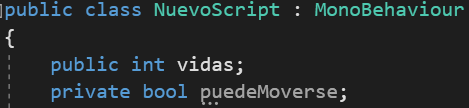 public class NuevoScript : MonoBehaviour
{
public int vidas;
private bool puedeMoverse;